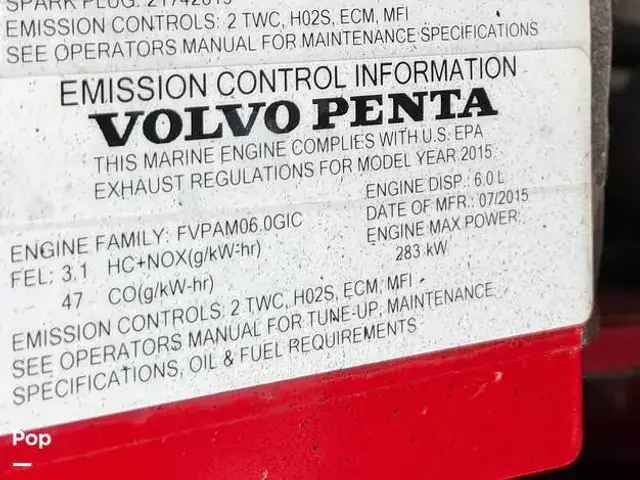 SPARK PLUG: 21742615
EMISSION CONTROLS: 2 TWC, H02S, ECM, MFI
SEE OPERATORS MANUAL FOR MAINTENANCE SPECIFICATIONS
EMISSION CONTROL INFORMATION
VOLVO PENTA
THIS MARINE ENGINE COMPLIES WITH U.S. EPA
EXHAUST REGULATIONS FOR MODEL YEAR 2015
ENGINE FAMILY: FVPAM06.0GIC
FEL: 3.1 HC+NOX(g/kW-hr)
47 CO(g/kW-hr)
ENGINE DISP.: 6.0 L
DATE OF MFR.: 07/2015
ENGINE MAX POWER:
283 kW
EMISSION CONTROLS: 2 TWC, H02S, ECM, MFI
SEE OPERATORS MANUAL FOR TUNE-UP, MAINTENANCE
SPECIFICATIONS, OIL & FUEL REQUIREMENTS
Pop